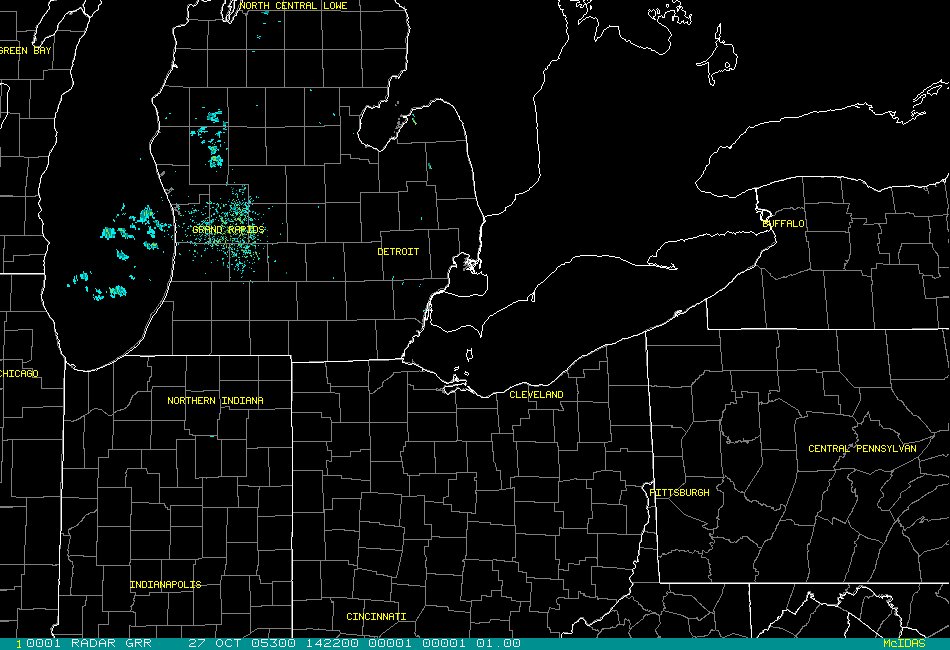 NORTH CENTRAL LOWE
GREEN BAY
BUFFALO
GRAND RAPIDS
DETROIT
CHICAGO
CLEVELAND
NORTHERN INDIANA
CENTRAL PENNSYLVAN
PITTSBURGH
INDIANAPOLIS
CINCINNATI
10001 RADAR GRR 27 OCT 05300 142200 00001 00001 01.00 McIDAS